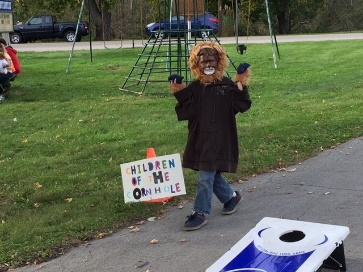 CHILDREN
OF THE
CORN HOLE